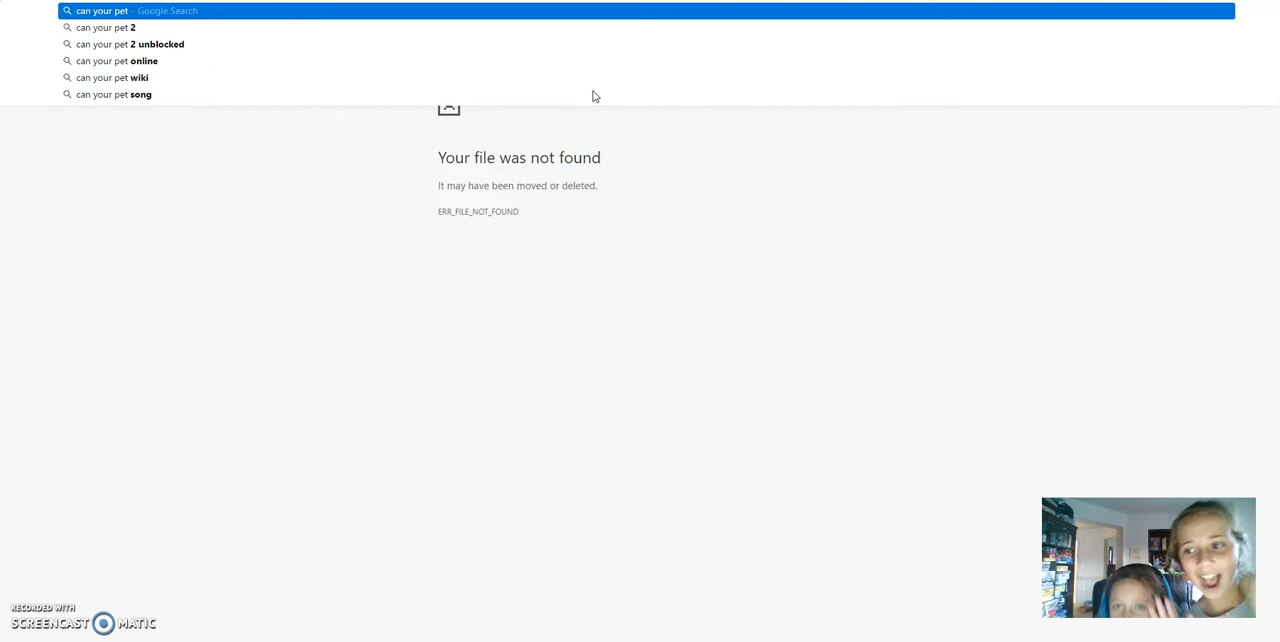 can your pet - Google Search
can your pet 2
can your pet 2 unblocked
can your pet online
can your pet wiki
can your pet song
Your file was not found
It may have been moved or deleted.
ERR_FILE_NOT_FOUND
RECORDED WITH
SCREENCAST MATIC